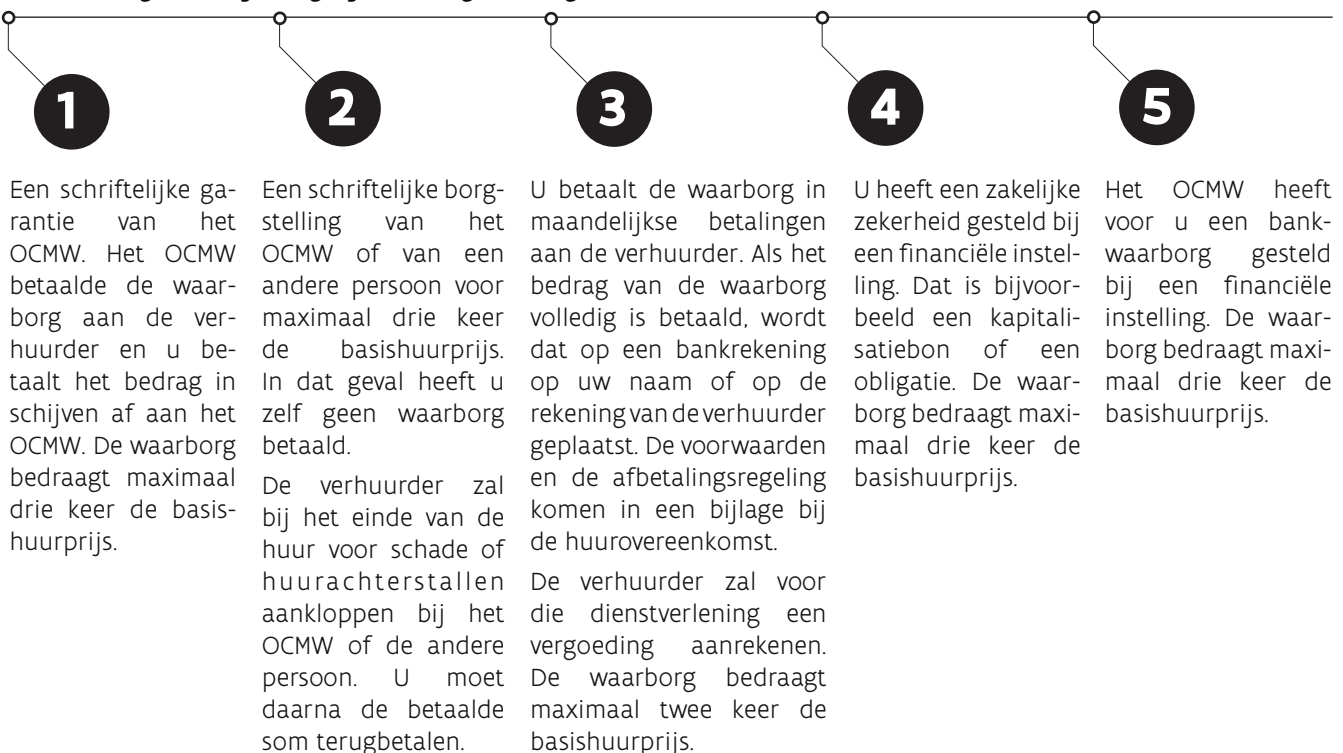 1
Een schriftelijke ga-
rantie van het
OCMW. Het OCMW
betaalde de waar-
borg aan de ver-
huurder en u be-
taalt het bedrag in
schijven af aan het
OCMW. De waarborg
bedraagt maximaal
drie keer de basis-
huurprijs.
2
Een schriftelijke borg-
stelling van het
OCMW of van een
andere persoon voor
maximaal drie keer
de basishuurprijs.
In dat geval heeft u
zelf geen waarborg
betaald.
De verhuurder zal
bij het einde van de
huur voor schade of
huurachterstallen
aankloppen bij het
OCMW of de andere
persoon. U moet
daarna de betaalde
som terugbetalen.
3
U betaalt de waarborg in
maandelijkse betalingen
aan de verhuurder. Als het
bedrag van de waarborg
volledig is betaald, wordt
dat op een bankrekening
op uw naam of op de
rekening van de verhuurder
geplaatst. De voorwaarden
en de afbetalingsregeling
komen in een bijlage bij
de huurovereenkomst.
De verhuurder zal voor
die dienstverlening een
vergoeding aanrekenen.
De waarborg bedraagt
maximaal twee keer de
basishuurprijs.
4
U heeft een zakelijke
zekerheid gesteld bij
een financiële instel-
ling. Dat is bijvoor-
beeld een kapitali-
satiebon of een
obligatie. De waar-
borg bedraagt maxi-
maal drie keer de
basishuurprijs.
5
Het OCMW heeft
voor u een bank-
waarborg gesteld
bij een financiële
instelling. De waar-
borg bedraagt maxi-
maal drie keer de
basishuurprijs.